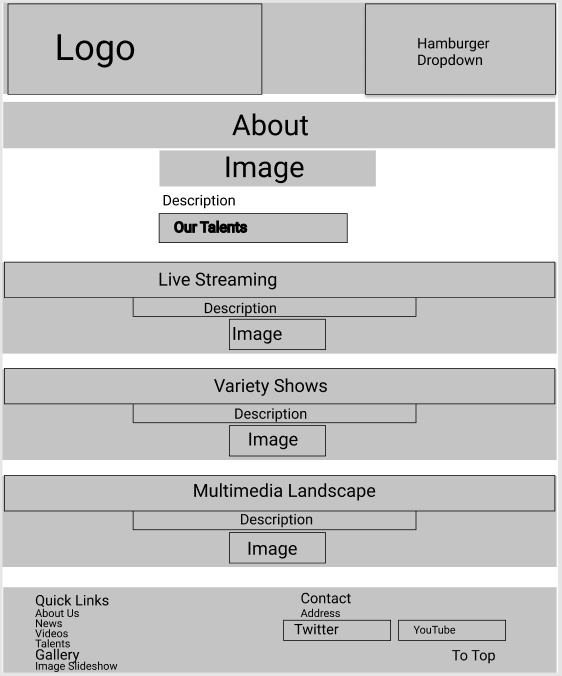 Logo
Hamburger
Dropdown
About
Image
Description
Our Talents
Live Streaming
Description
Image
Variety Shows
Description
Image
Multimedia Landscape
Description
Image
Quick Links
About Us
News
Videos
Talents
Gallery
Image Slideshow
Contact
Address
Twitter
YouTube
To Top